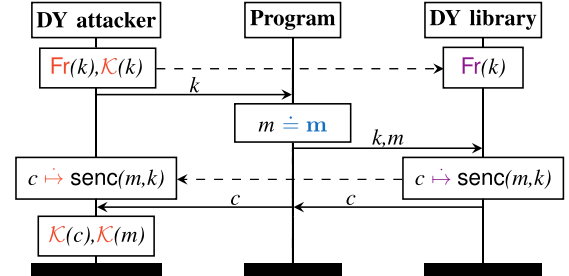 DY attacker Program DY library
Fr(k),𝒦(k) Fr(k)
k
m ≐ m
k,m
c ↦̇ senc(m,k) c ↦̇ senc(m,k)
c c
𝒦(c),𝒦(m)